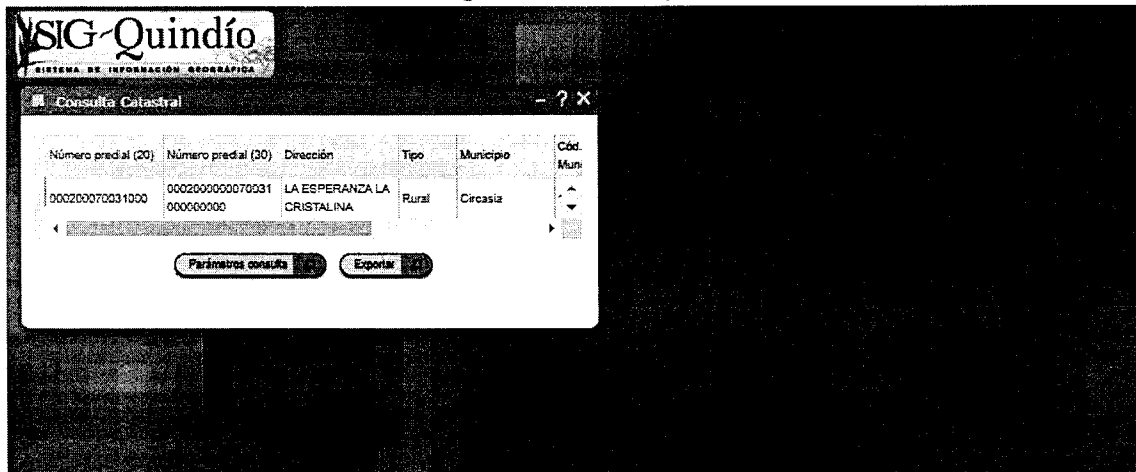 SIG-Quindío
SISTEMA DE INFORMACIÓN GEOGRÁFICA
Consulta Catastral
– ? X
Número predial (20) Número predial (30) Dirección Tipo Municipio Cód.
Muni
000200070031000 0002000000070031 LA ESPERANZA LA Rural Circasia
000000000 CRISTALINA
Parámetros consulta Exportar